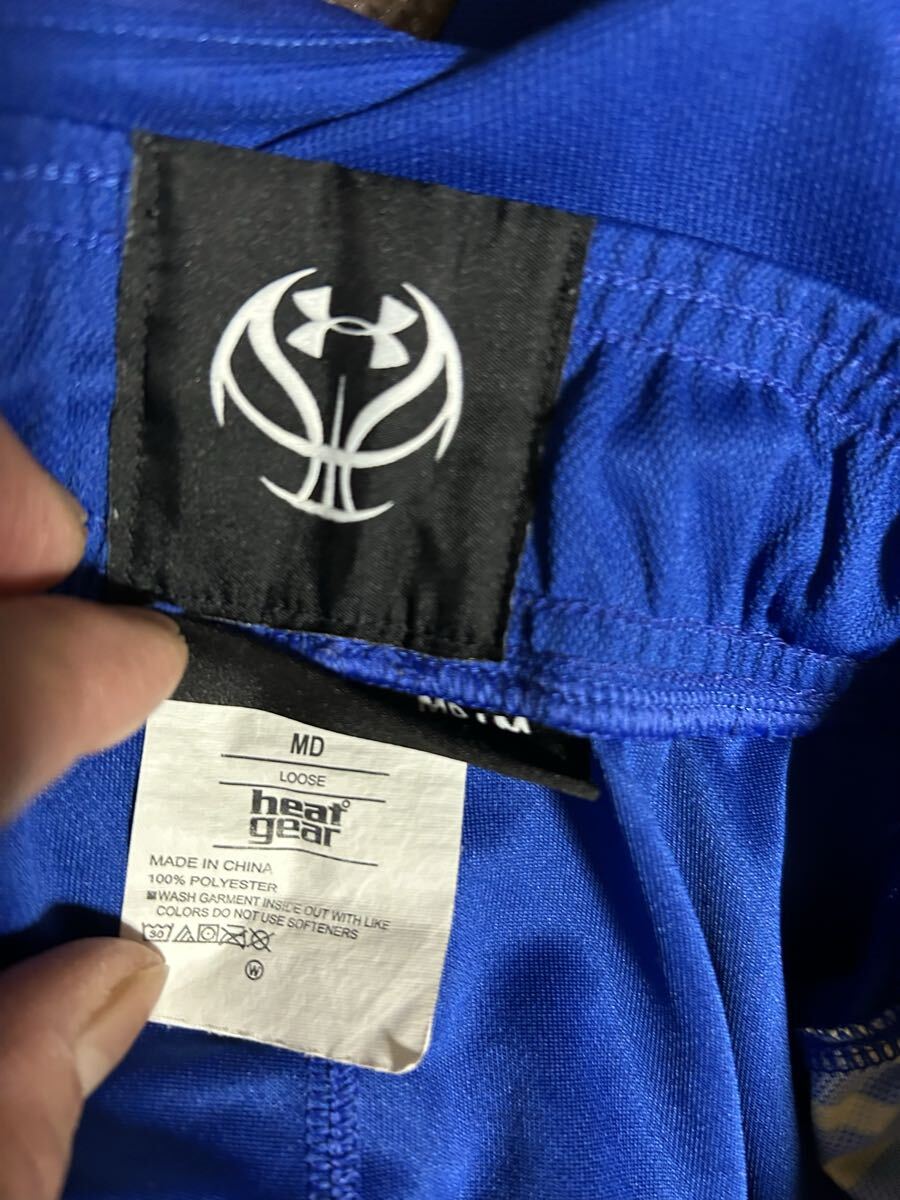 MD
LOOSE
heat
gear
MADE IN CHINA
100% POLYESTER
WASH GARMENT INSIDE OUT WITH LIKE
COLORS DO NOT USE SOFTENERS
30
W